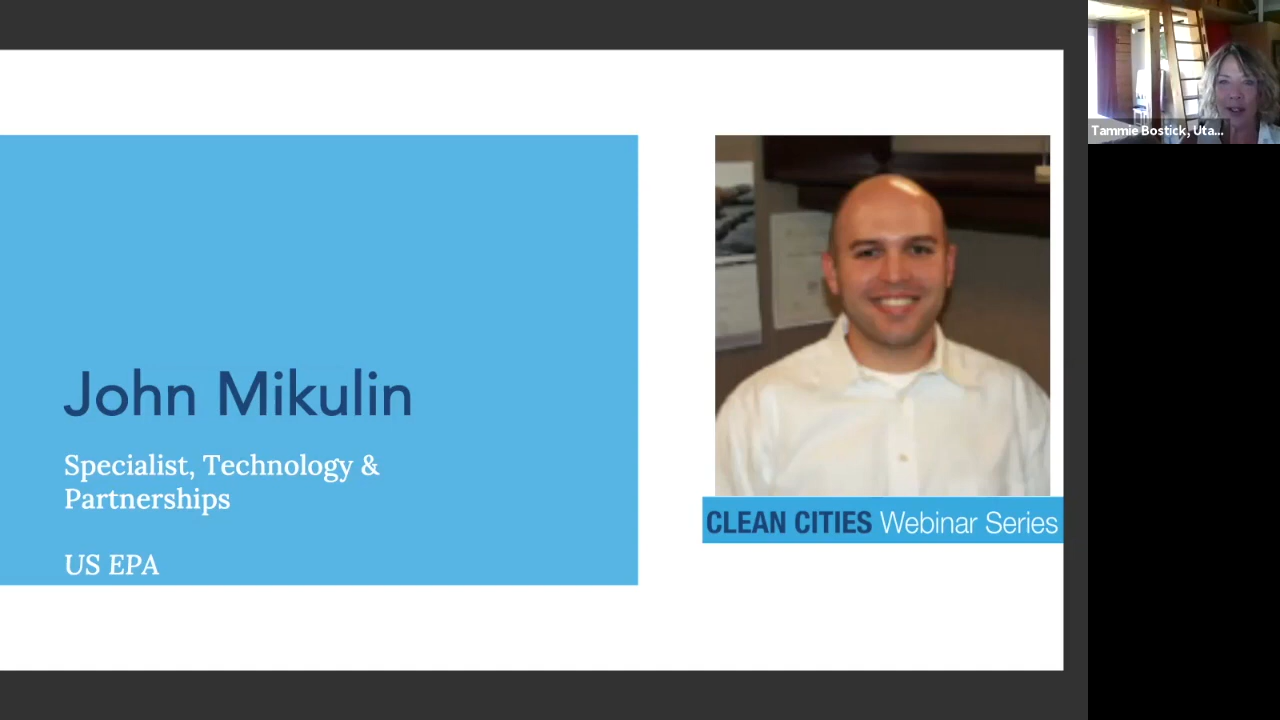 John Mikulin
Specialist, Technology &
Partnerships
US EPA
CLEAN CITIES Webinar Series
Tammie Bostick, Uta...